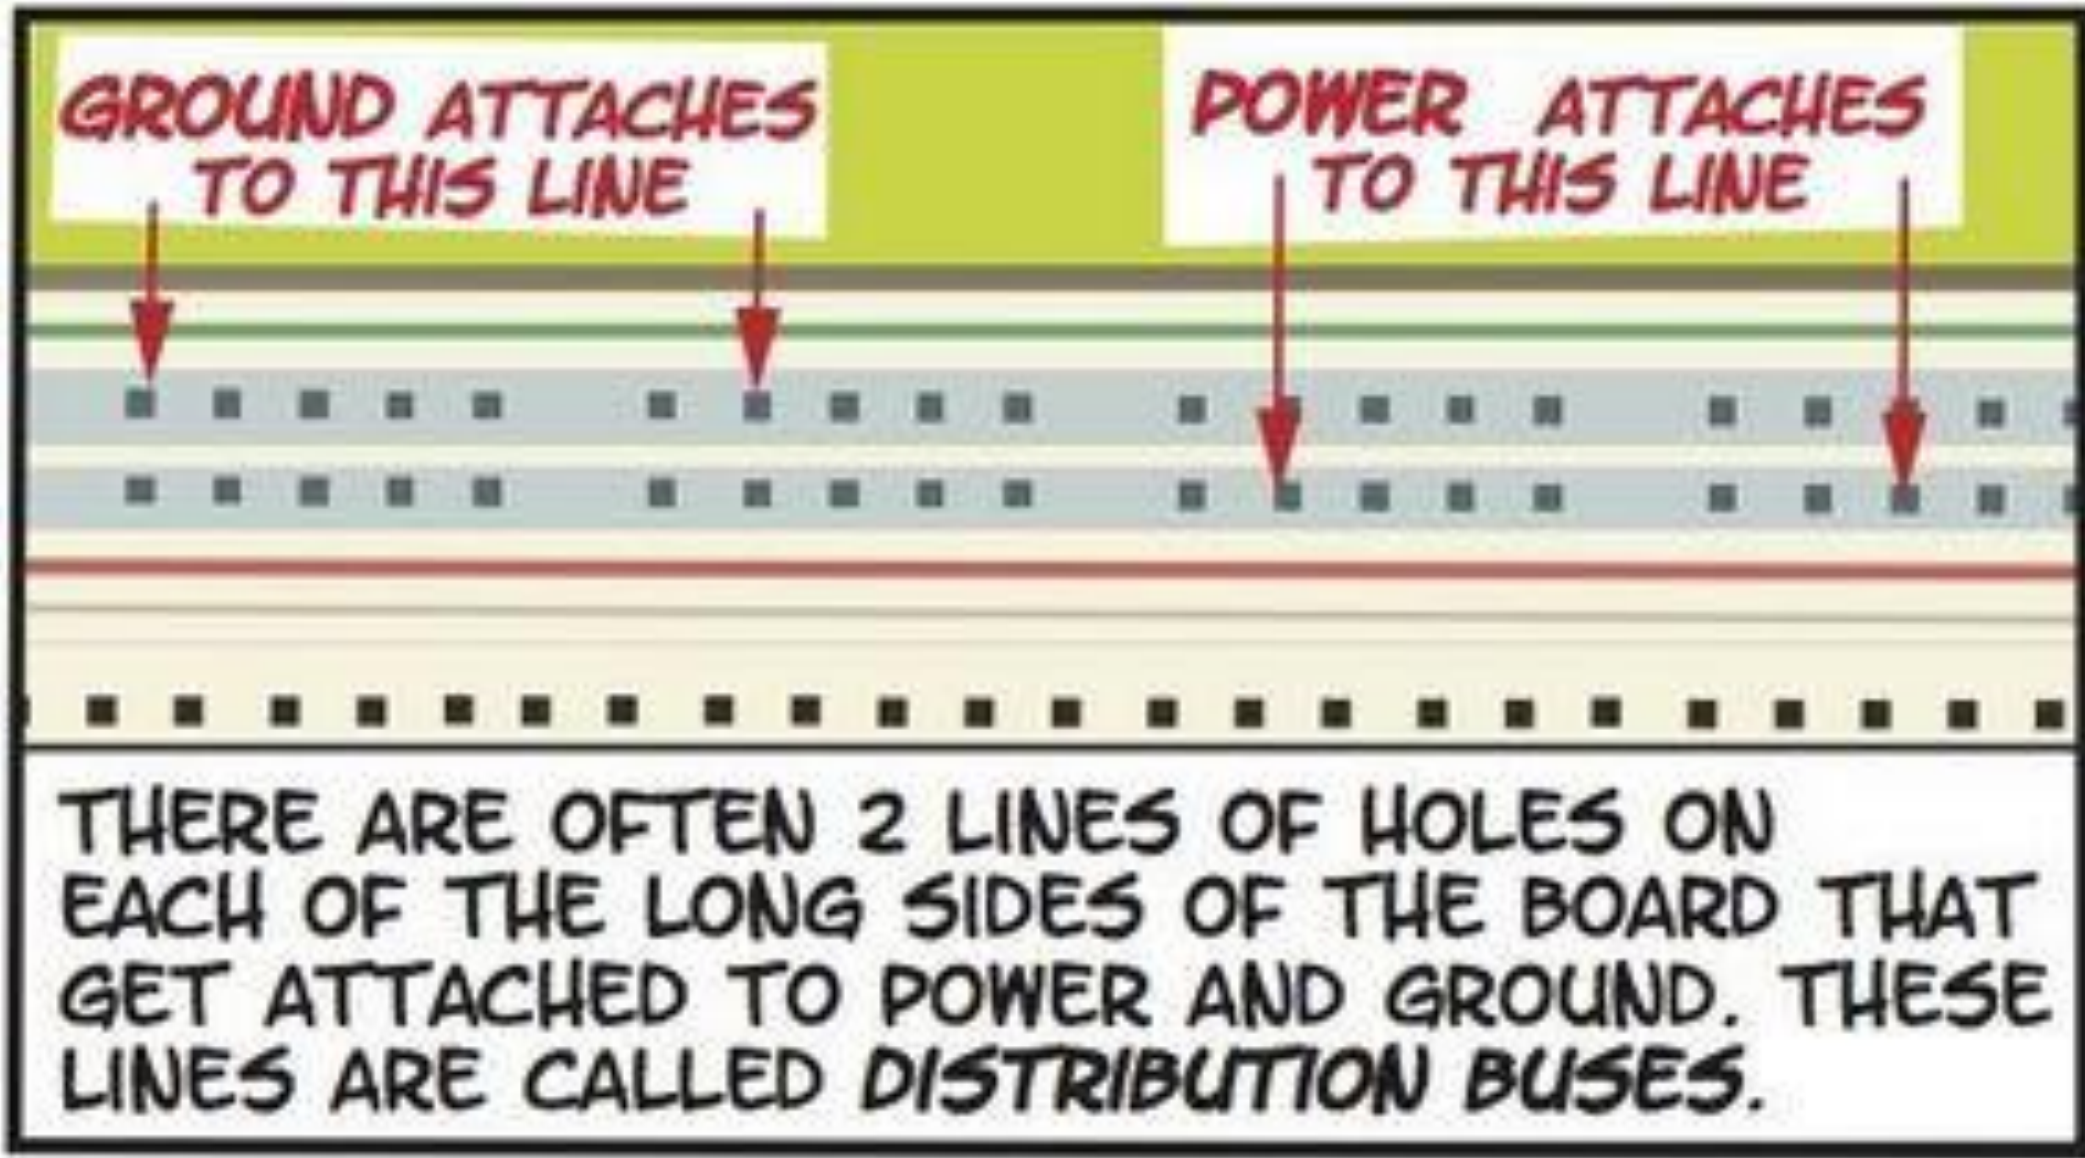 GROUND ATTACHES
TO THIS LINE
POWER ATTACHES
TO THIS LINE
THERE ARE OFTEN 2 LINES OF HOLES ON
EACH OF THE LONG SIDES OF THE BOARD THAT
GET ATTACHED TO POWER AND GROUND. THESE
LINES ARE CALLED DISTRIBUTION BUSES.